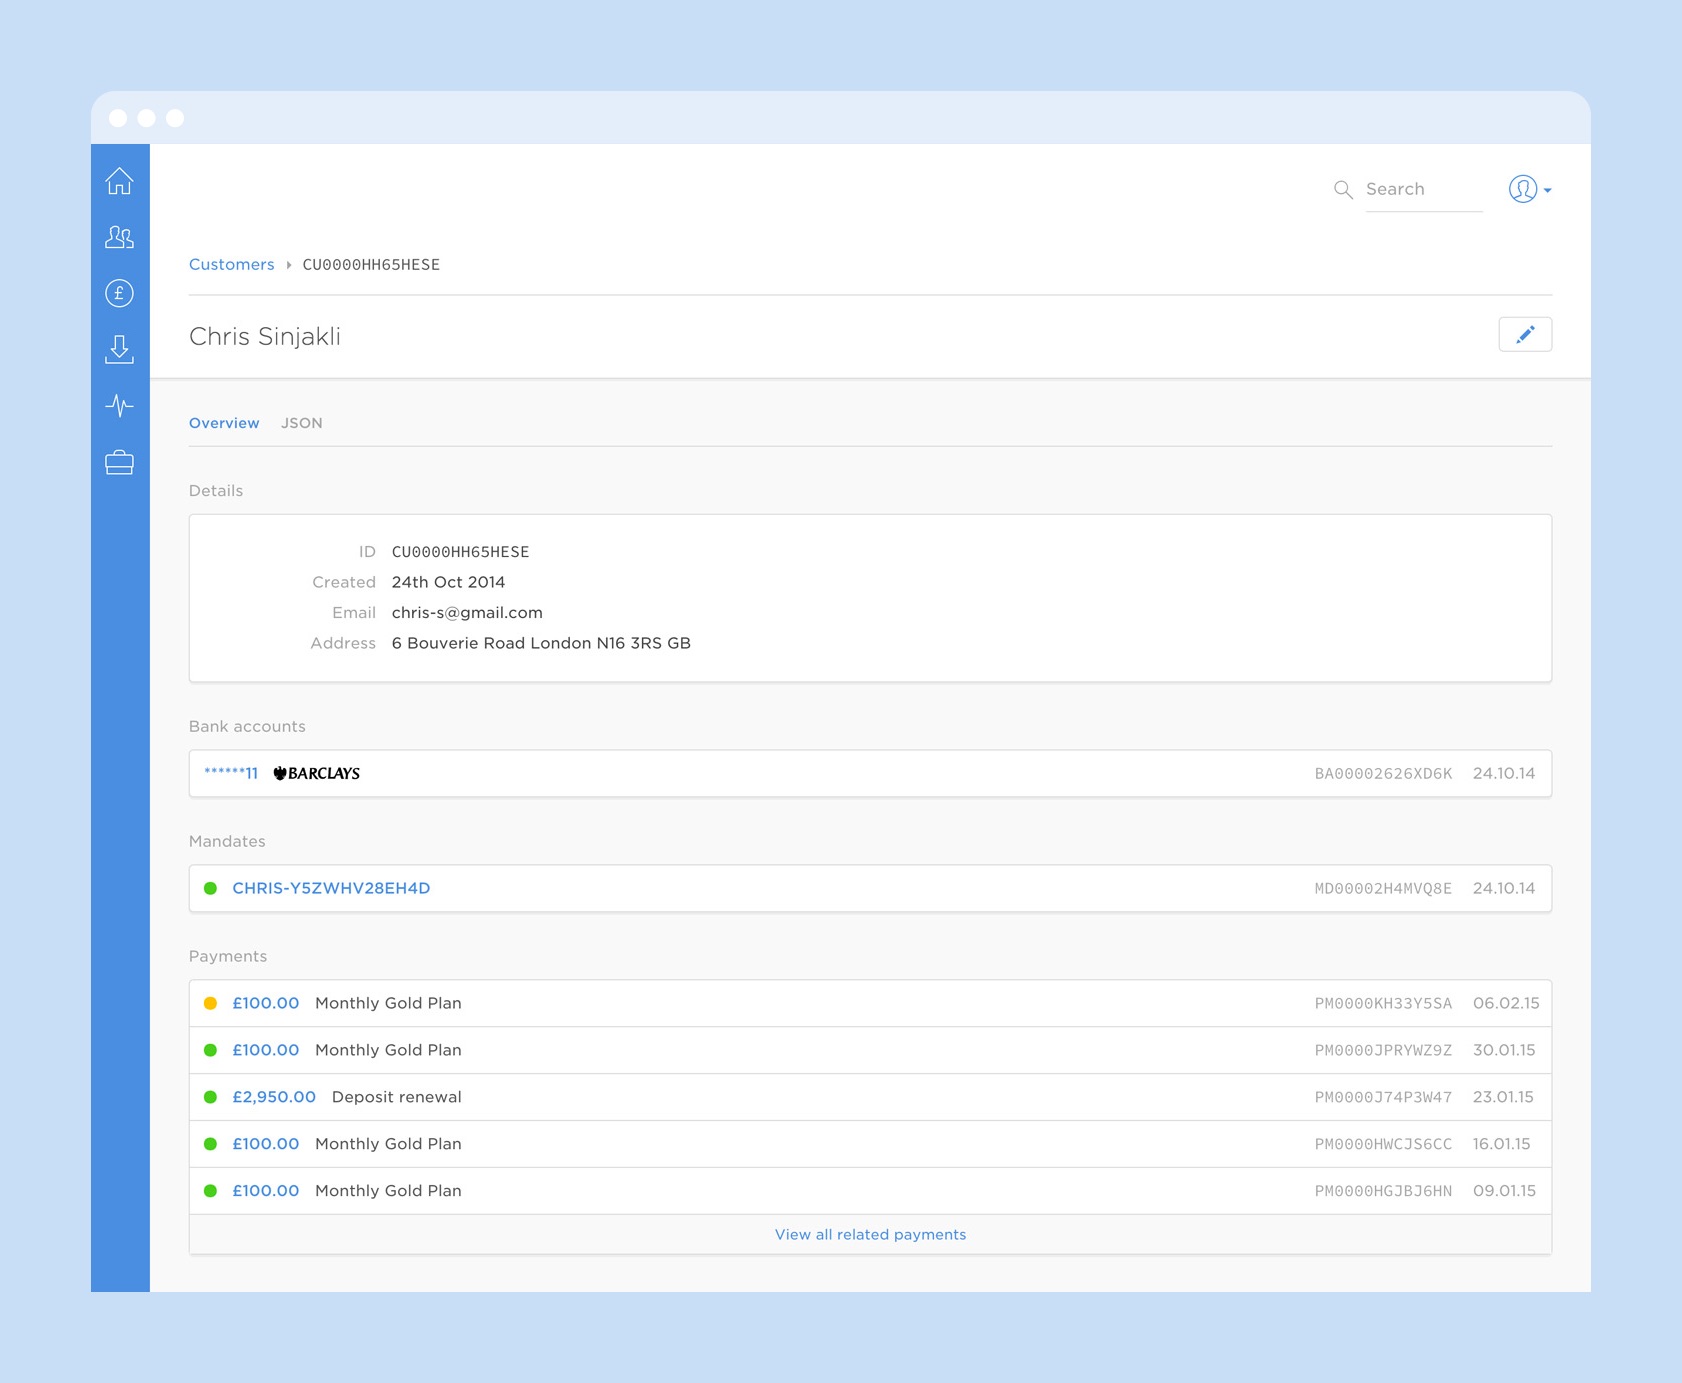 Search
Customers CU0000HH65HESE
Chris Sinjakli
Overview JSON
Details
ID CU0000HH65HESE
Created 24th Oct 2014
Email chris-s@gmail.com
Address 6 Bouverie Road London N16 3RS GB
Bank accounts
******11 BARCLAYS BA00002626XD6K 24.10.14
Mandates
CHRIS-Y5ZWHV28EH4D MD00002H4MVQ8E 24.10.14
Payments
£100.00 Monthly Gold Plan PM0000KH33Y5SA 06.02.15
£100.00 Monthly Gold Plan PM0000JPRYWZ9Z 30.01.15
£2,950.00 Deposit renewal PM0000J74P3W47 23.01.15
£100.00 Monthly Gold Plan PM0000HWCJS6CC 16.01.15
£100.00 Monthly Gold Plan PM0000HGJBJ6HN 09.01.15
View all related payments